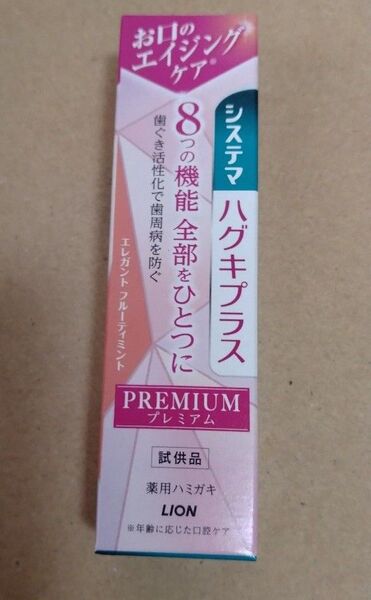 お口の
エイジング
ケア※
システマ
ハグキプラス
8つの機能 全部をひとつに
歯ぐき活性化で歯周病を防ぐ
エレガント フルーティミント
PREMIUM
プレミアム
試供品
薬用ハミガキ
LION
※年齢に応じた口腔ケア